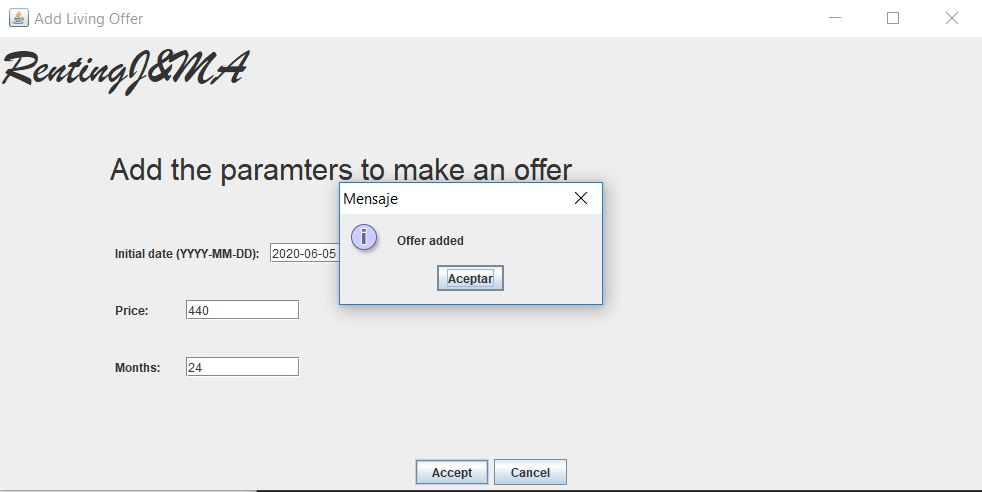 Add Living Offer
RentingJ&MA
Add the paramters to make an offer
Mensaje
Offer added
Aceptar
Initial date (YYYY-MM-DD): 2020-06-05
Price: 440
Months: 24
Accept Cancel